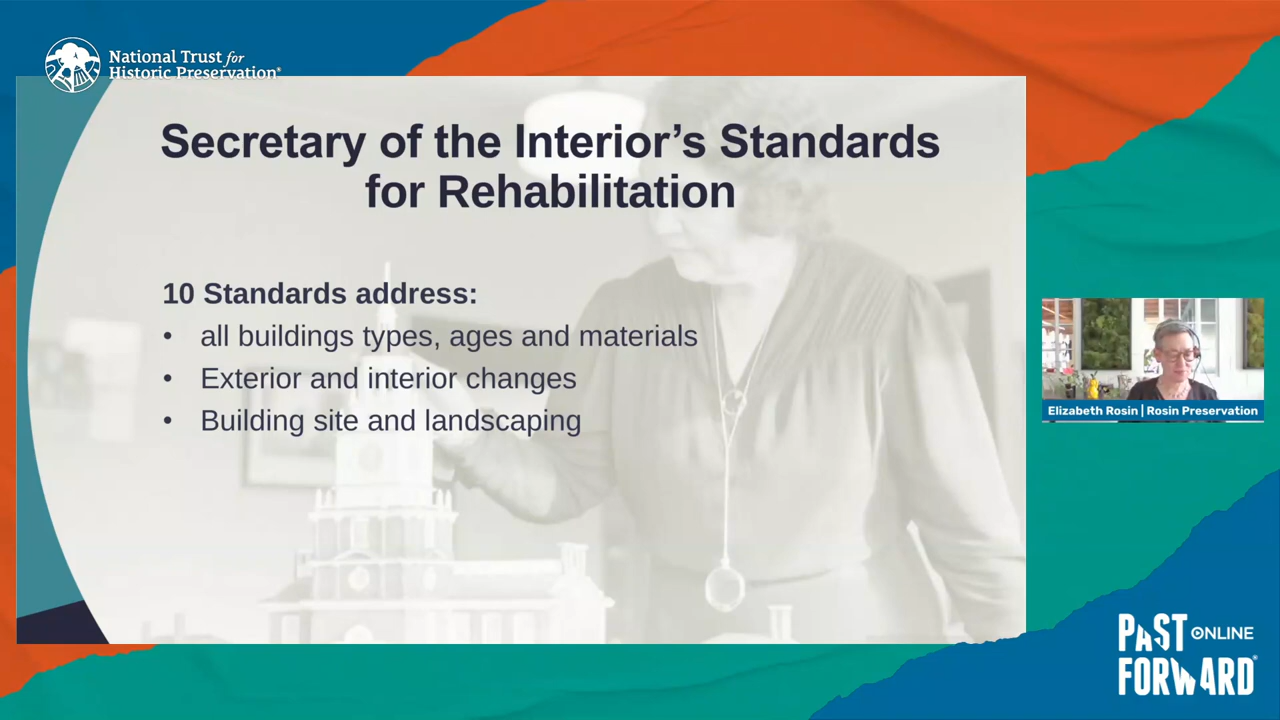 National Trust for
Historic Preservation®
Secretary of the Interior’s Standards
for Rehabilitation
10 Standards address:
• all buildings types, ages and materials
• Exterior and interior changes
• Building site and landscaping
Elizabeth Rosin | Rosin Preservation
PAST ONLINE
FORWARD®